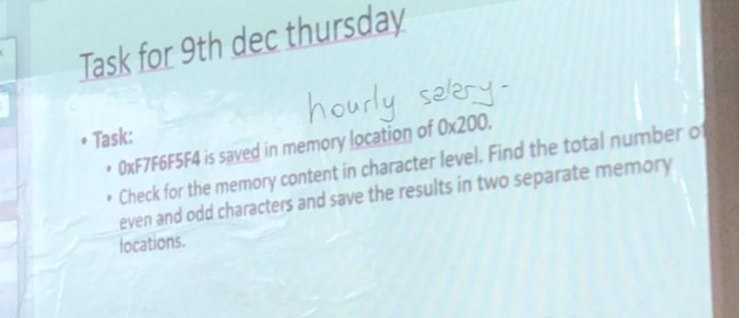 Task for 9th dec thursday
hourly salary-
• Task:
• 0xF7F6F5F4 is saved in memory location of 0x200.
• Check for the memory content in character level. Find the total number of
even and odd characters and save the results in two separate memory
locations.